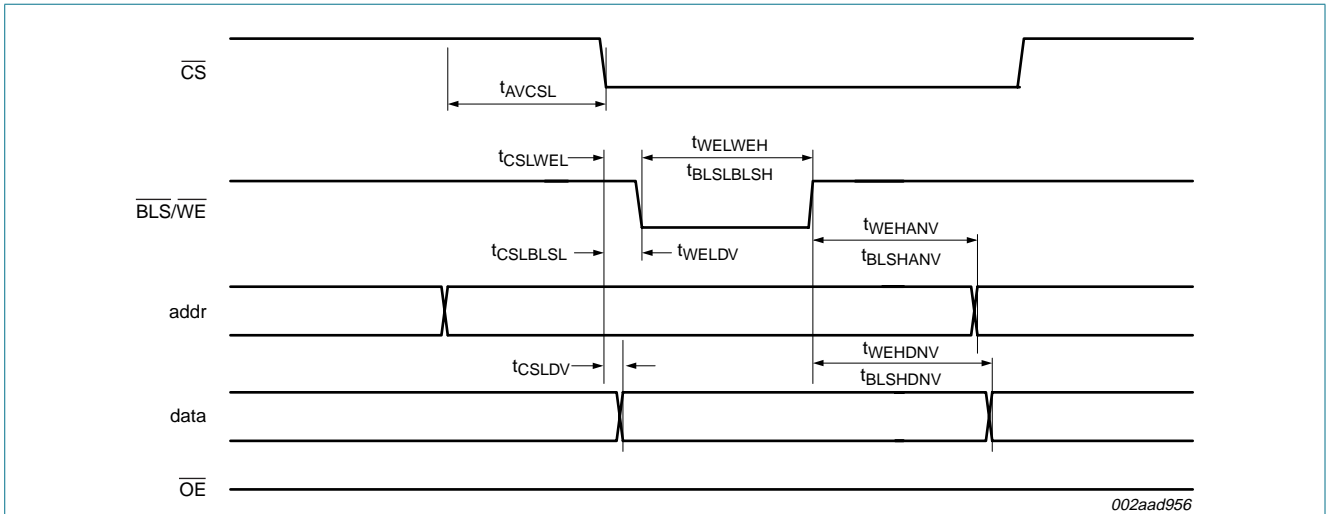 CS
tAVCSL
tCSLWEL
tWELWEH
tBLSLBLSH
BLS/WE
tWEHANV
tCSLBLSL
tWELDV
tBLSHANV
addr
tWEHDNV
tCSLDV
tBLSHDNV
data
OE
002aad956